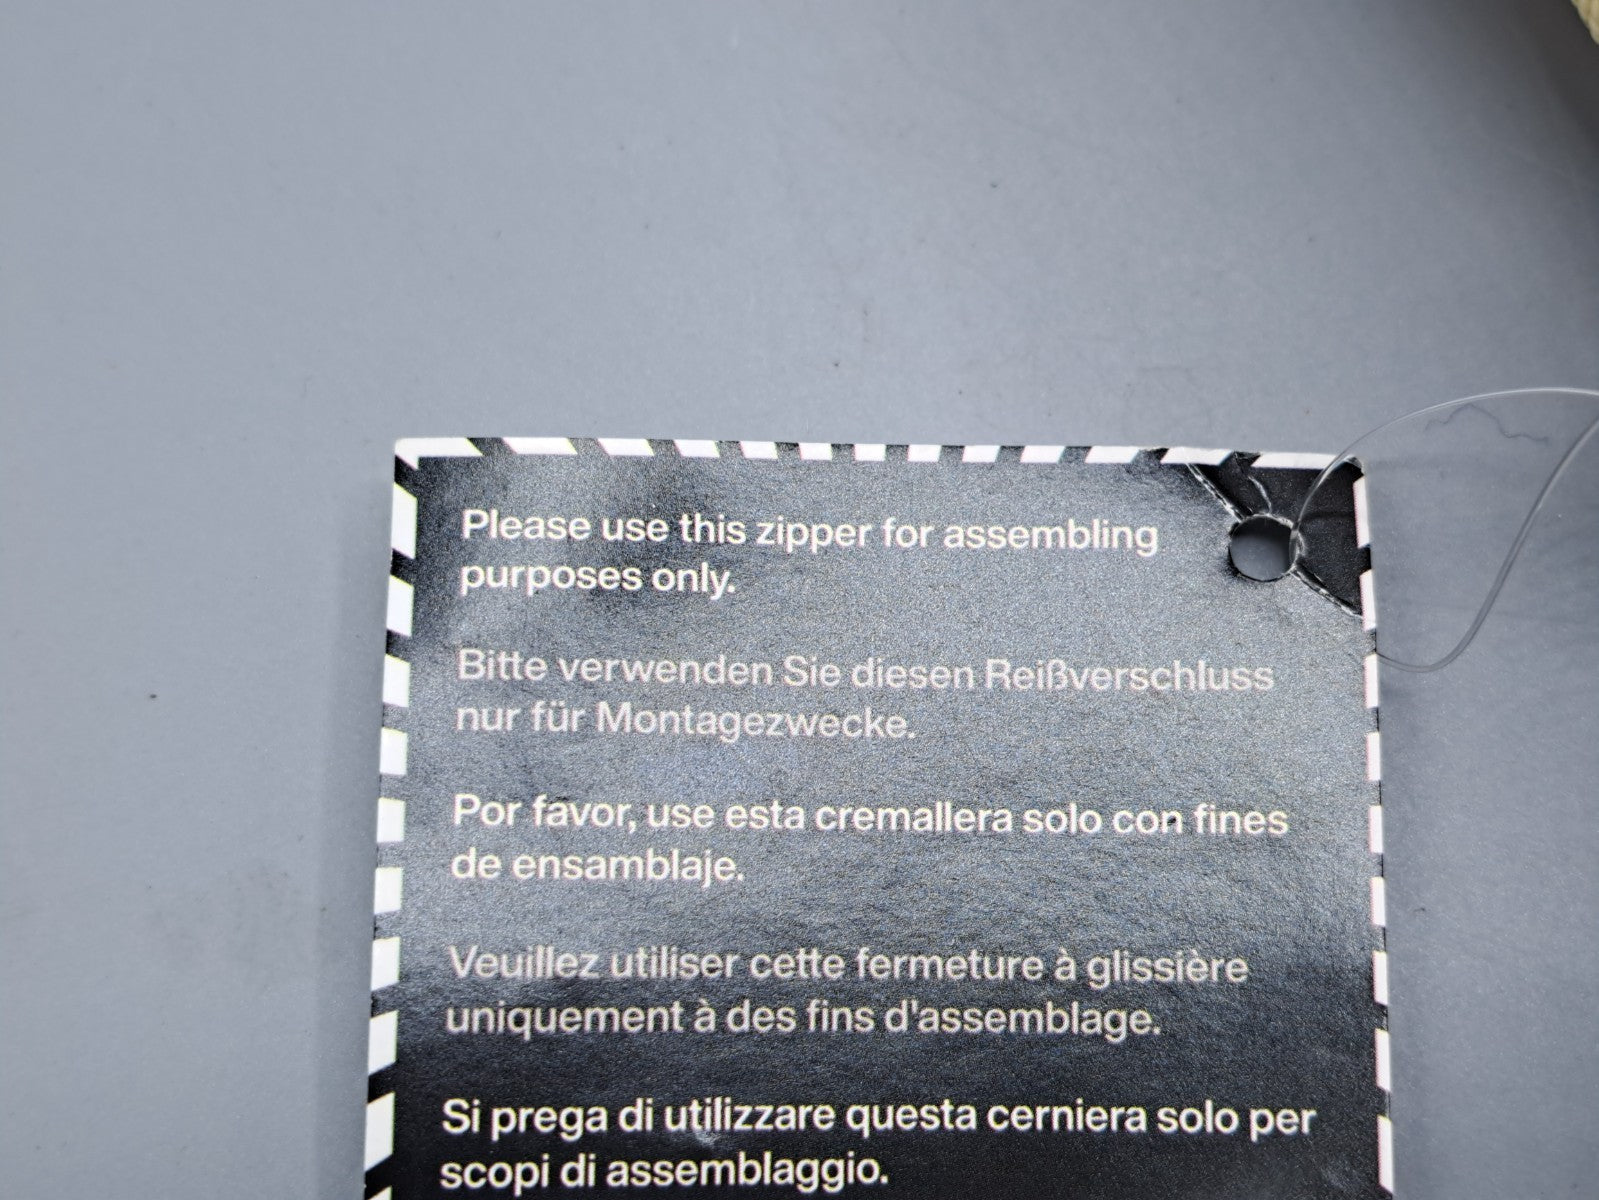 Please use this zipper for assembling
purposes only.
Bitte verwenden Sie diesen Reißverschluss
nur für Montagezwecke.
Por favor, use esta cremallera solo con fines
de ensamblaje.
Veuillez utiliser cette fermeture à glissière
uniquement à des fins d'assemblage.
Si prega di utilizzare questa cerniera solo per
scopi di assemblaggio.